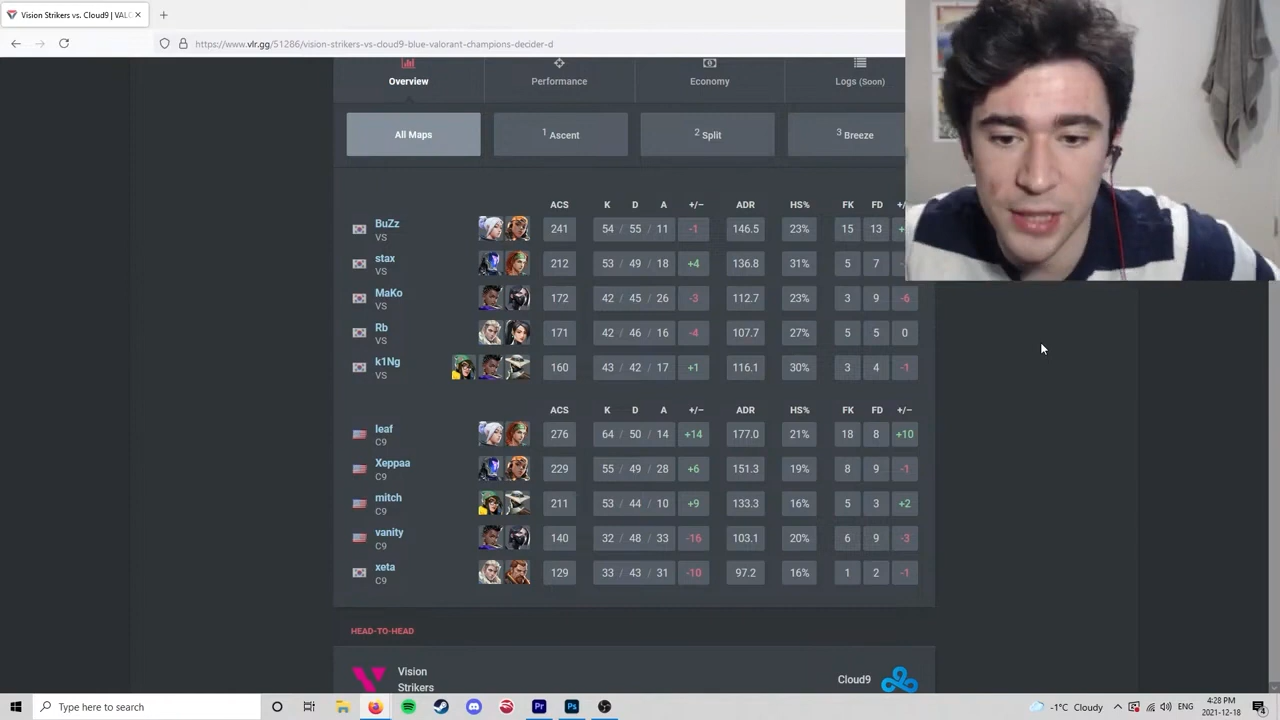 Vision Strikers vs. Cloud9 | VALC
https://www.vlr.gg/51286/vision-strikers-vs-cloud9-blue-valorant-champions-decider-d
Overview Performance Economy Logs (Soon)
All Maps 1 Ascent 2 Split 3 Breeze
ACS K D A +/– ADR HS% FK FD +/
BuZz 241 54 / 55 / 11 -1 146.5 23% 15 13 +
VS
stax 212 53 / 49 / 18 +4 136.8 31% 5 7 -
VS
MaKo 172 42 / 45 / 26 -3 112.7 23% 3 9 -6
VS
Rb 171 42 / 46 / 16 -4 107.7 27% 5 5 0
VS
k1Ng 160 43 / 42 / 17 +1 116.1 30% 3 4 -1
VS
ACS K D A +/– ADR HS% FK FD +/–
leaf 276 64 / 50 / 14 +14 177.0 21% 18 8 +10
C9
Xeppaa 229 55 / 49 / 28 +6 151.3 19% 8 9 -1
C9
mitch 211 53 / 44 / 10 +9 133.3 16% 5 3 +2
C9
vanity 140 32 / 48 / 33 -16 103.1 20% 6 9 -3
C9
xeta 129 33 / 43 / 31 -10 97.2 16% 1 2 -1
C9
HEAD-TO-HEAD
Vision
Strikers
Cloud9
Type here to search
-1°C Cloudy ENG 4:28 PM
2021-12-18
4